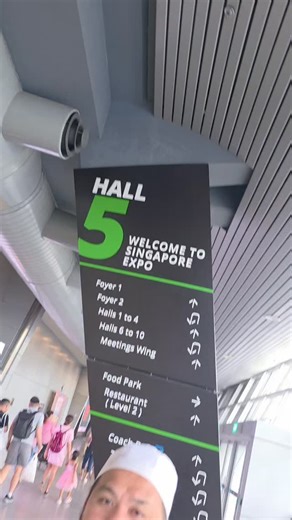 HALL
5
WELCOME TO
SINGAPORE
EXPO
Foyer 1
Foyer 2
Halls 1 to 4
Halls 6 to 10
Meetings Wing
Food Park
Restaurant
( Level 2 )
Coach